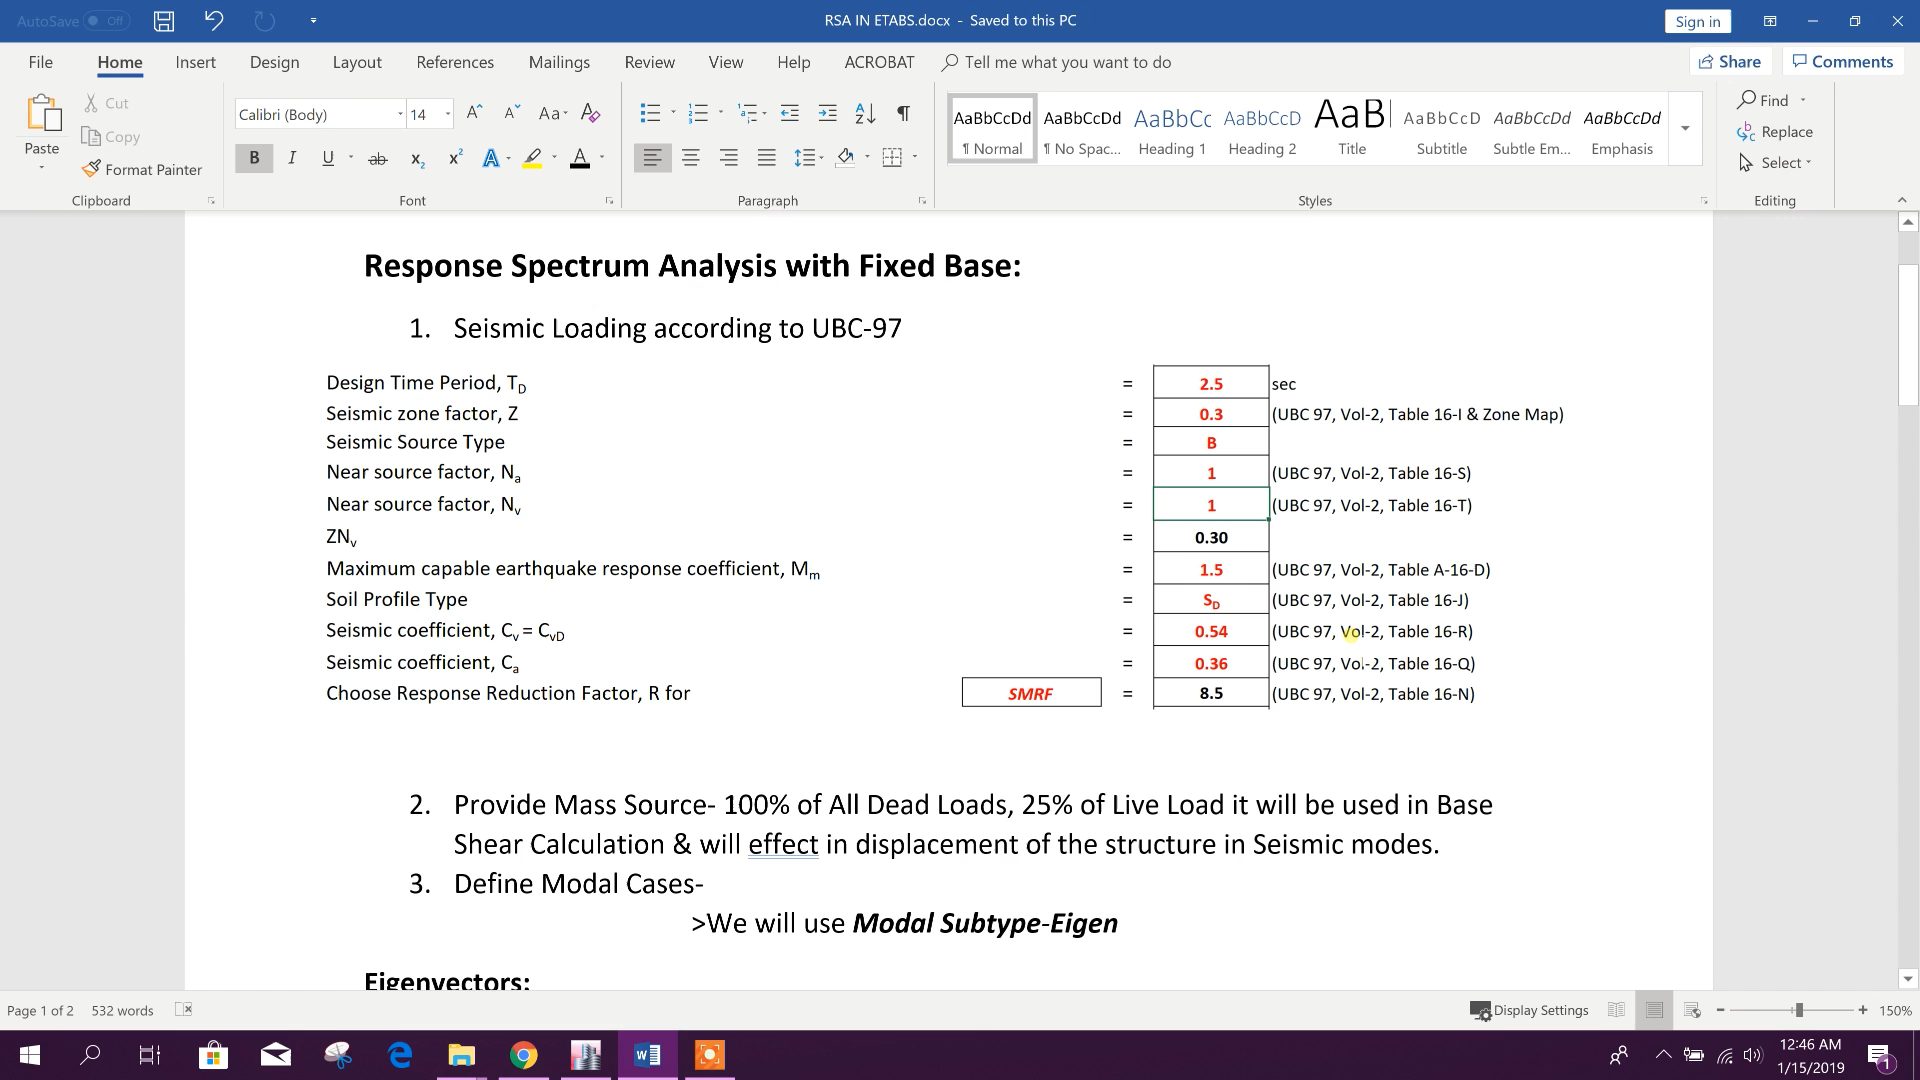 AutoSave Off
RSA IN ETABS.docx - Saved to this PC
Sign in
File Home Insert Design Layout References Mailings Review View Help ACROBAT Tell me what you want to do Share Comments
Paste
Cut
Copy
Format Painter
Clipboard
Calibri (Body) 14
Font
Paragraph
AaBbCcDd AaBbCcDd AaBbCc AaBbCcD AaB AaBbCcD AaBbCcDd AaBbCcDd
¶ Normal ¶ No Spac... Heading 1 Heading 2 Title Subtitle Subtle Em... Emphasis
Styles
Find
Replace
Select
Editing
Response Spectrum Analysis with Fixed Base:
1. Seismic Loading according to UBC-97
Design Time Period, TD = 2.5 sec
Seismic zone factor, Z = 0.3 (UBC 97, Vol-2, Table 16-I & Zone Map)
Seismic Source Type = B
Near source factor, Na = 1 (UBC 97, Vol-2, Table 16-S)
Near source factor, Nv = 1 (UBC 97, Vol-2, Table 16-T)
ZNv = 0.30
Maximum capable earthquake response coefficient, Mm = 1.5 (UBC 97, Vol-2, Table A-16-D)
Soil Profile Type = SD (UBC 97, Vol-2, Table 16-J)
Seismic coefficient, Cv = CvD = 0.54 (UBC 97, Vol-2, Table 16-R)
Seismic coefficient, Ca = 0.36 (UBC 97, Vol-2, Table 16-Q)
Choose Response Reduction Factor, R for SMRF = 8.5 (UBC 97, Vol-2, Table 16-N)
2. Provide Mass Source- 100% of All Dead Loads, 25% of Live Load it will be used in Base
Shear Calculation & will effect in displacement of the structure in Seismic modes.
3. Define Modal Cases-
>We will use Modal Subtype-Eigen
Eigenvectors:
Page 1 of 2 532 words Display Settings 150%
12:46 AM
1/15/2019
1